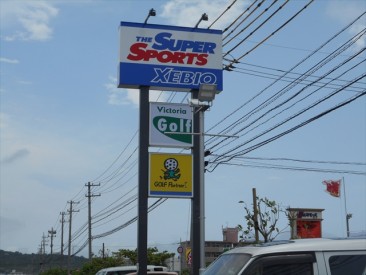 THE SUPER
SPORTS
XEBIO
Victoria
Golf
GOLF Partner